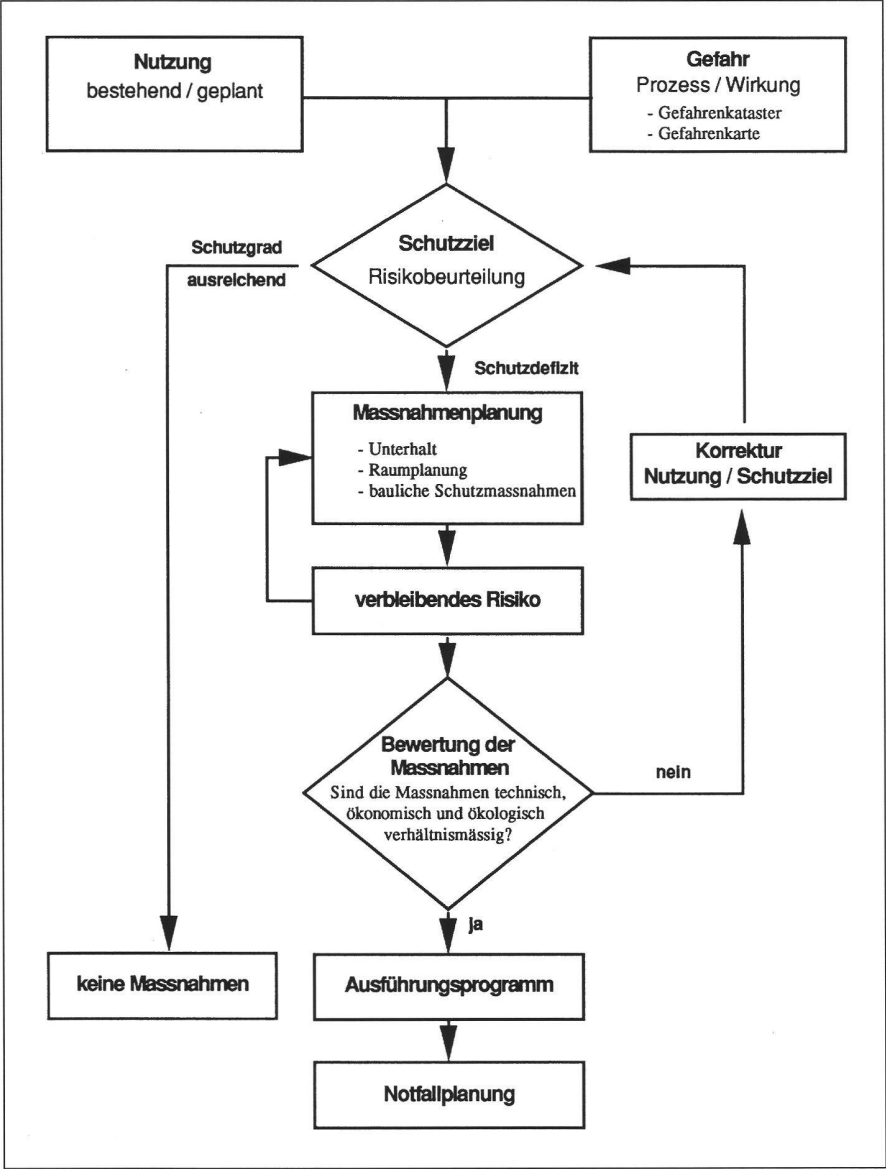 Nutzung
bestehend / geplant
Gefahr
Prozess / Wirkung
- Gefahrenkataster
- Gefahrenkarte
Schutzziel
Risikobeurteilung
Schutzgrad
ausreichend
Schutzdefizit
Massnahmenplanung
- Unterhalt
- Raumplanung
- bauliche Schutzmassnahmen
Korrektur
Nutzung / Schutzziel
verbleibendes Risiko
Bewertung der
Massnahmen
Sind die Massnahmen technisch,
ökonomisch und ökologisch
verhältnismässig?
nein
ja
keine Massnahmen
Ausführungsprogramm
Notfallplanung